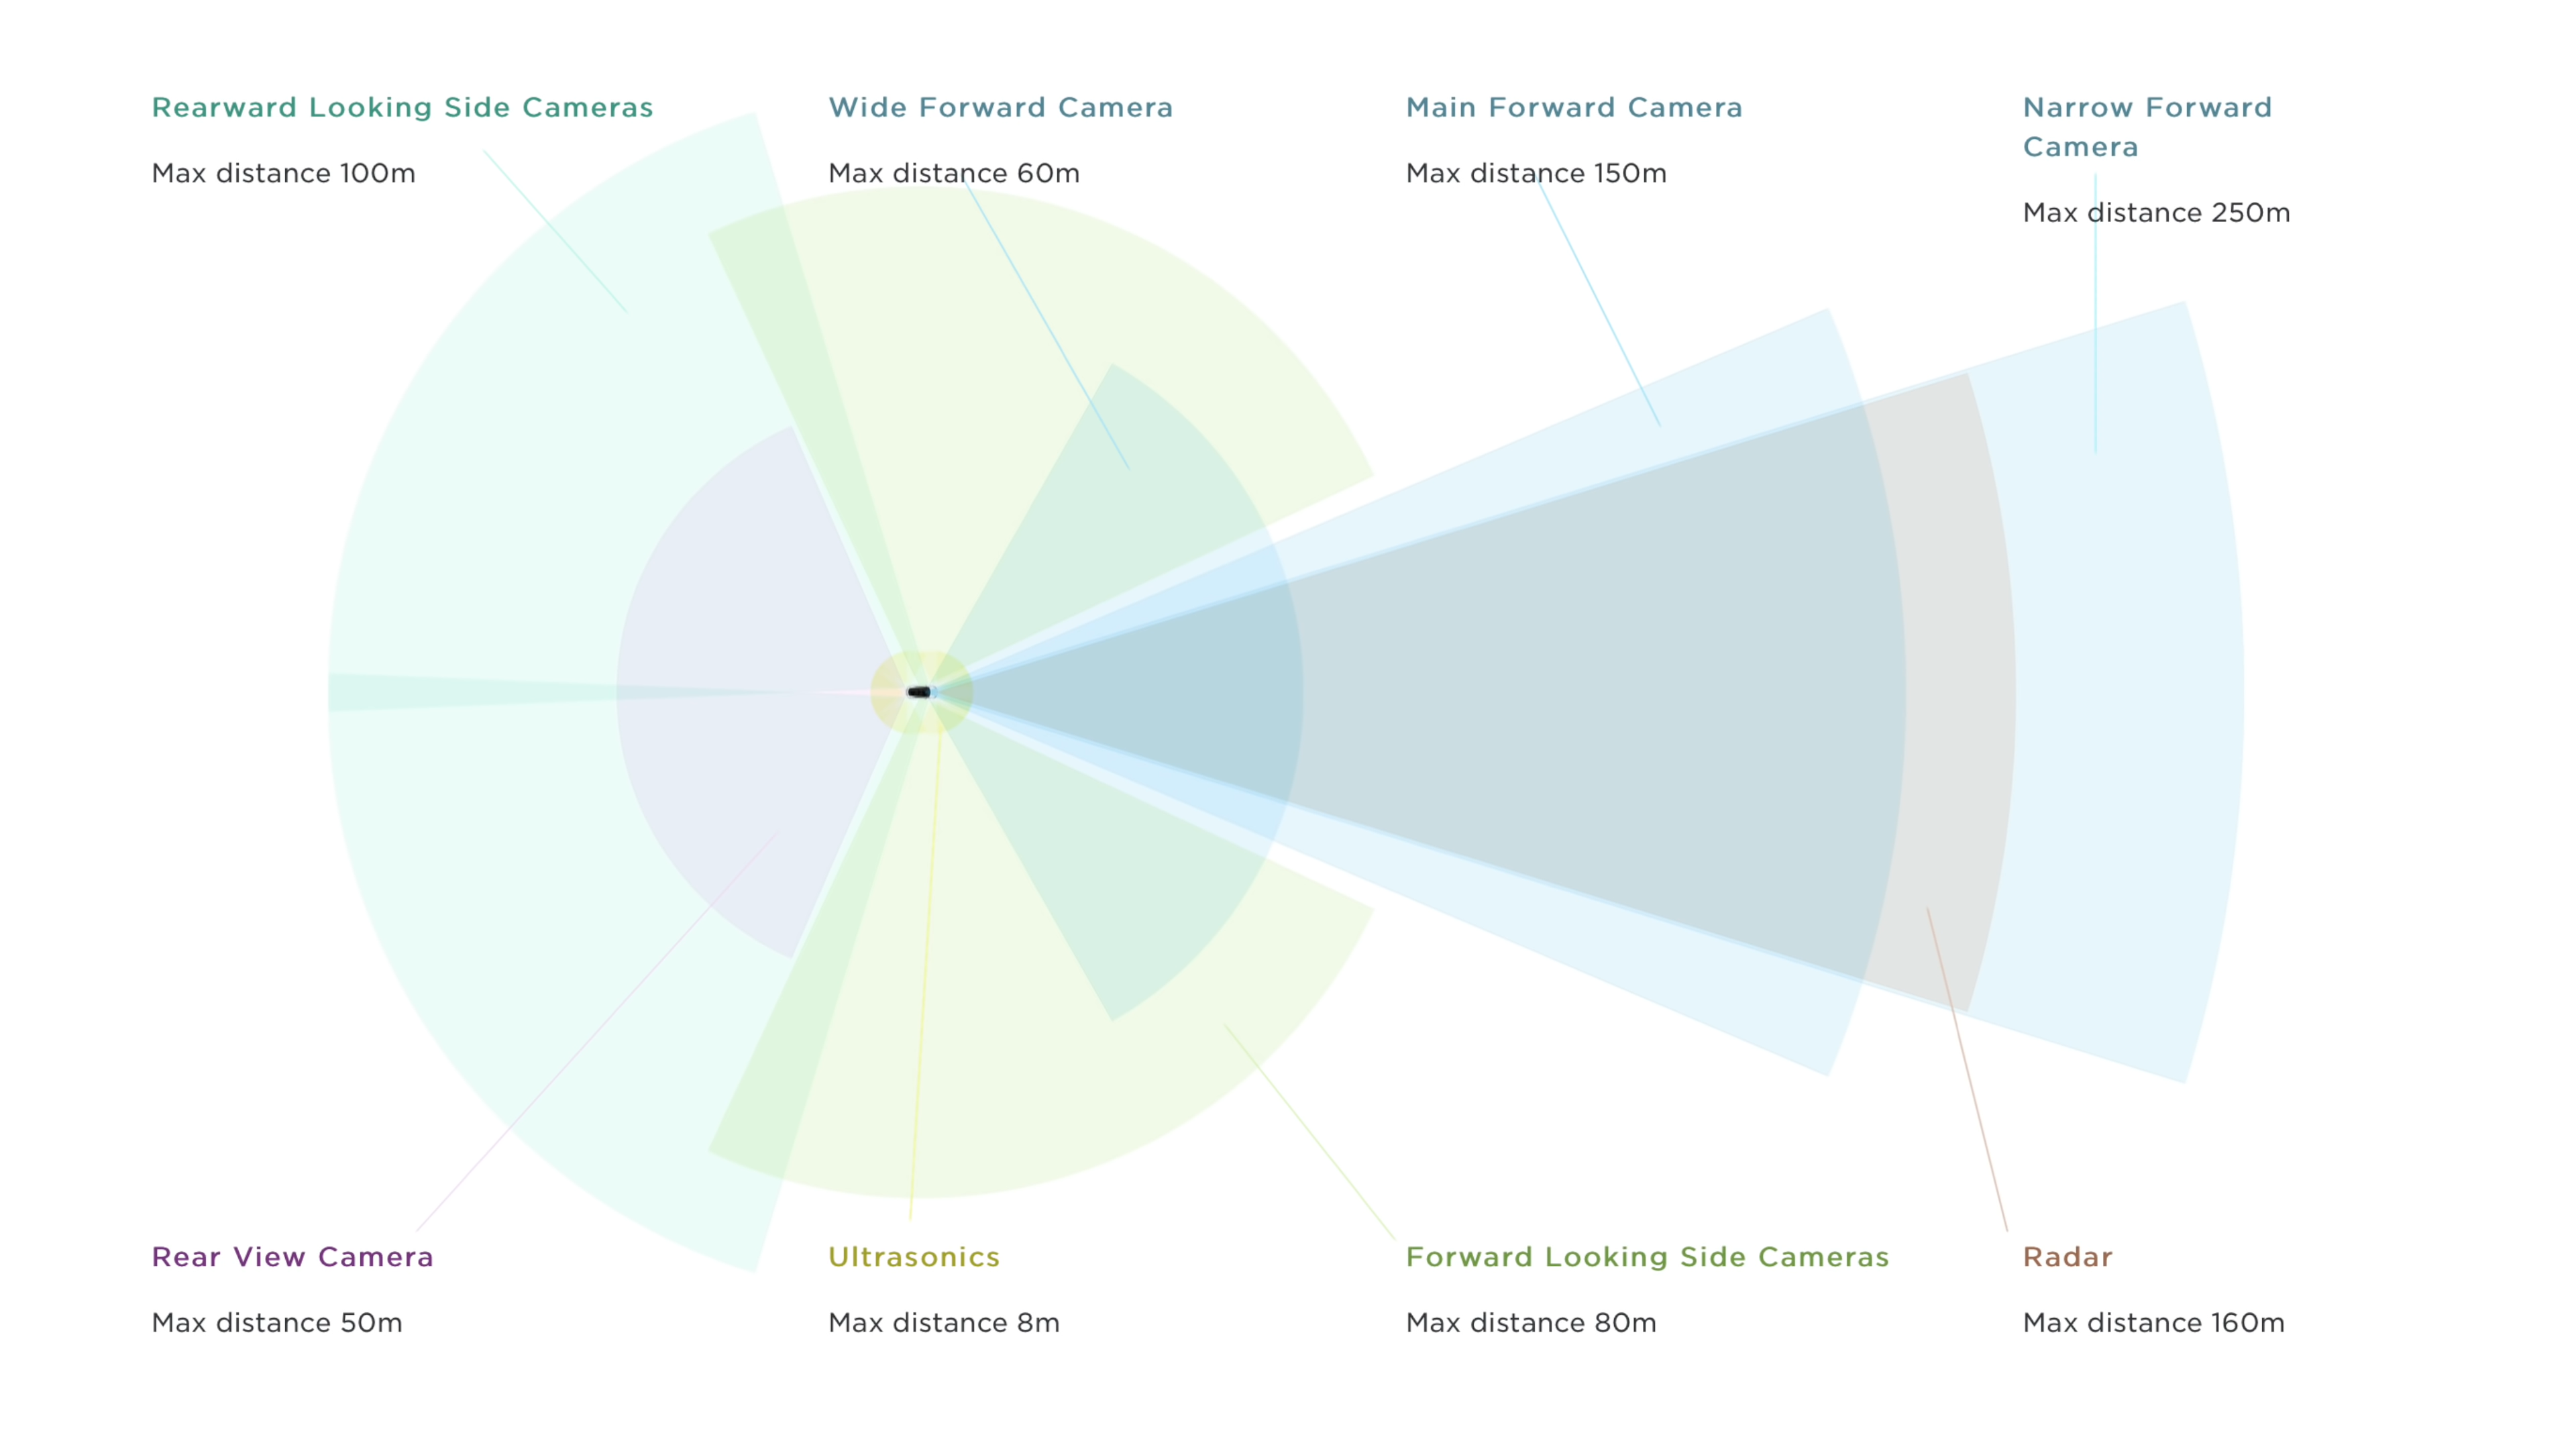 Rearward Looking Side Cameras
Max distance 100m
Wide Forward Camera
Max distance 60m
Main Forward Camera
Max distance 150m
Narrow Forward
Camera
Max distance 250m
Rear View Camera
Max distance 50m
Ultrasonics
Max distance 8m
Forward Looking Side Cameras
Max distance 80m
Radar
Max distance 160m